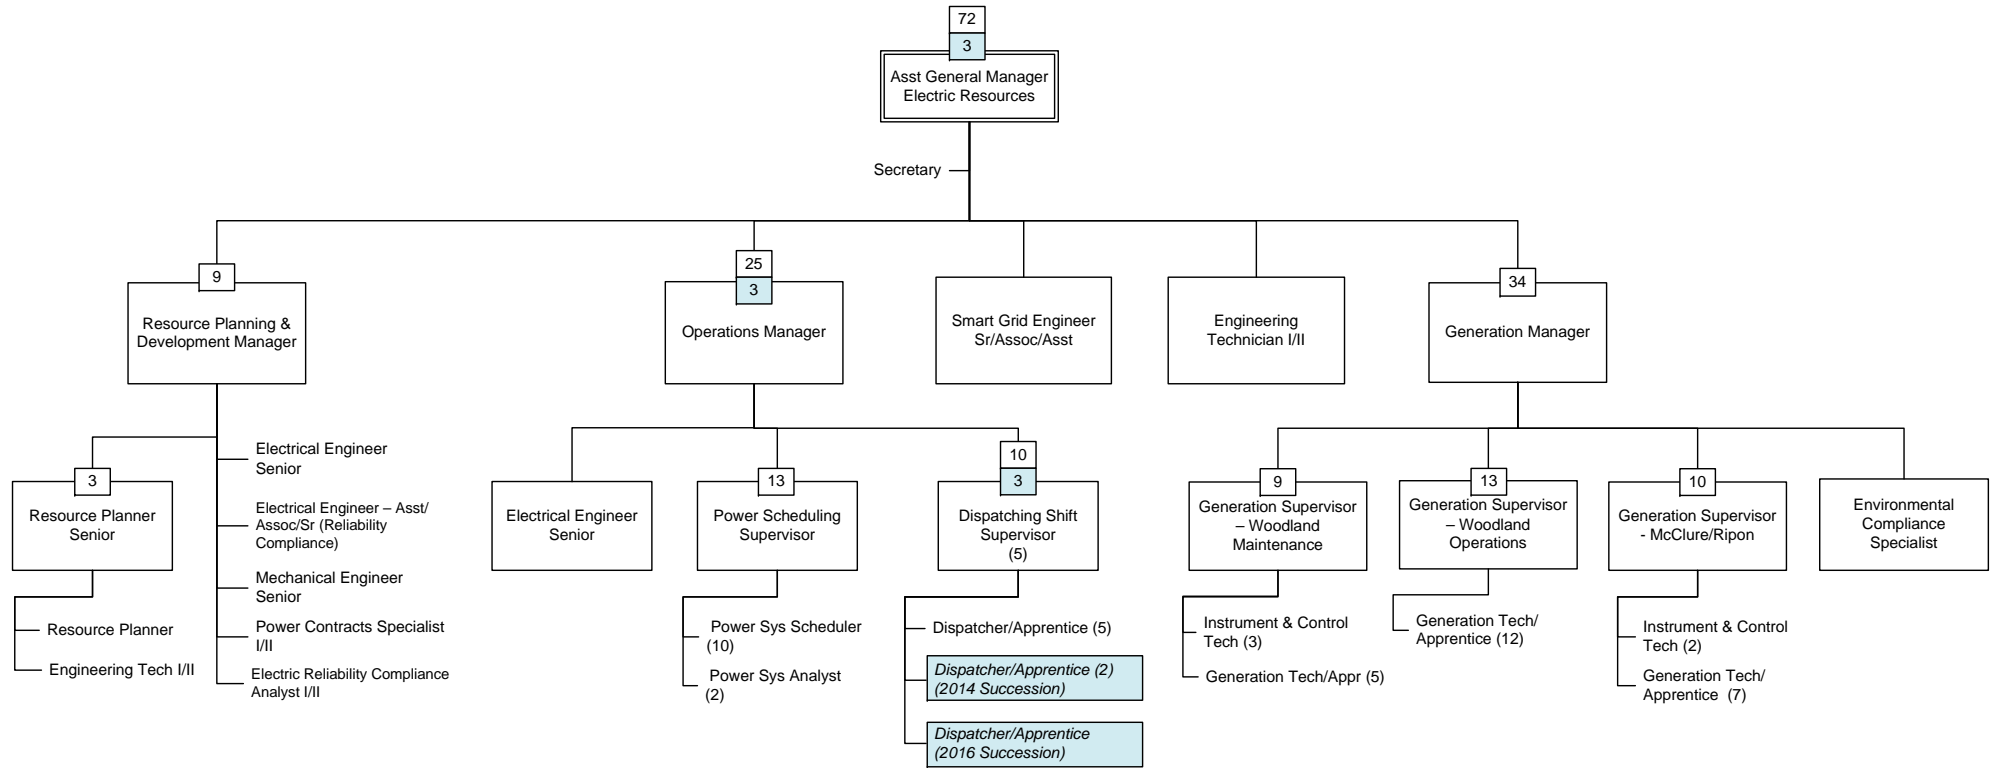 72
3
Asst General Manager
Electric Resources
Secretary
9
Resource Planning &
Development Manager
25
3
Operations Manager
Smart Grid Engineer
Sr/Assoc/Asst
Engineering
Technician I/II
34
Generation Manager
3
Resource Planner
Senior
Resource Planner
Engineering Tech I/II
Electrical Engineer
Senior
Electrical Engineer – Asst/
Assoc/Sr (Reliability
Compliance)
Mechanical Engineer
Senior
Power Contracts Specialist
I/II
Electric Reliability Compliance
Analyst I/II
Electrical Engineer
Senior
13
Power Scheduling
Supervisor
Power Sys Scheduler
(10)
Power Sys Analyst
(2)
10
3
Dispatching Shift
Supervisor
(5)
Dispatcher/Apprentice (5)
Dispatcher/Apprentice (2)
(2014 Succession)
Dispatcher/Apprentice
(2016 Succession)
9
Generation Supervisor
– Woodland
Maintenance
Instrument & Control
Tech (3)
Generation Tech/Appr (5)
13
Generation Supervisor
– Woodland
Operations
Generation Tech/
Apprentice (12)
10
Generation Supervisor
- McClure/Ripon
Instrument & Control
Tech (2)
Generation Tech/
Apprentice (7)
Environmental
Compliance
Specialist